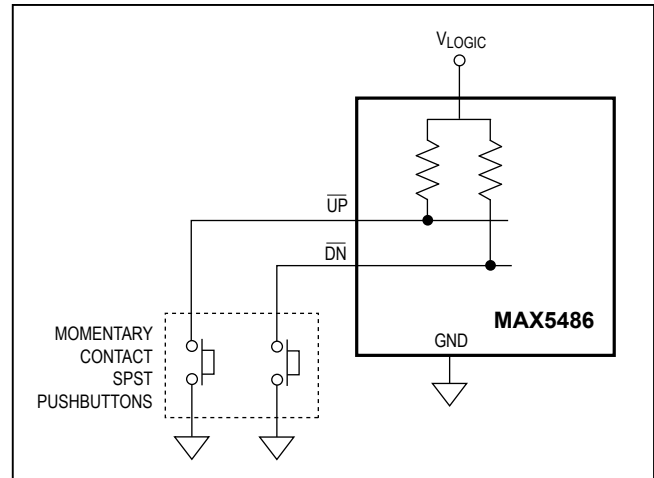 VLOGIC
UP
DN
MAX5486
GND
MOMENTARY
CONTACT
SPST
PUSHBUTTONS